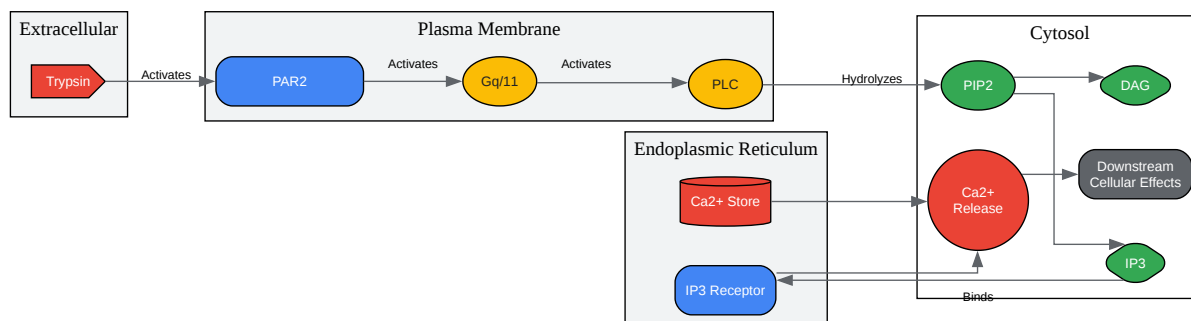 Extracellular
Trypsin
Activates
Plasma Membrane
PAR2
Activates
Gq/11
Activates
PLC
Hydrolyzes
Cytosol
PIP2
DAG
Endoplasmic Reticulum
Ca2+ Store
Ca2+
Release
Downstream
Cellular Effects
IP3 Receptor
IP3
Binds